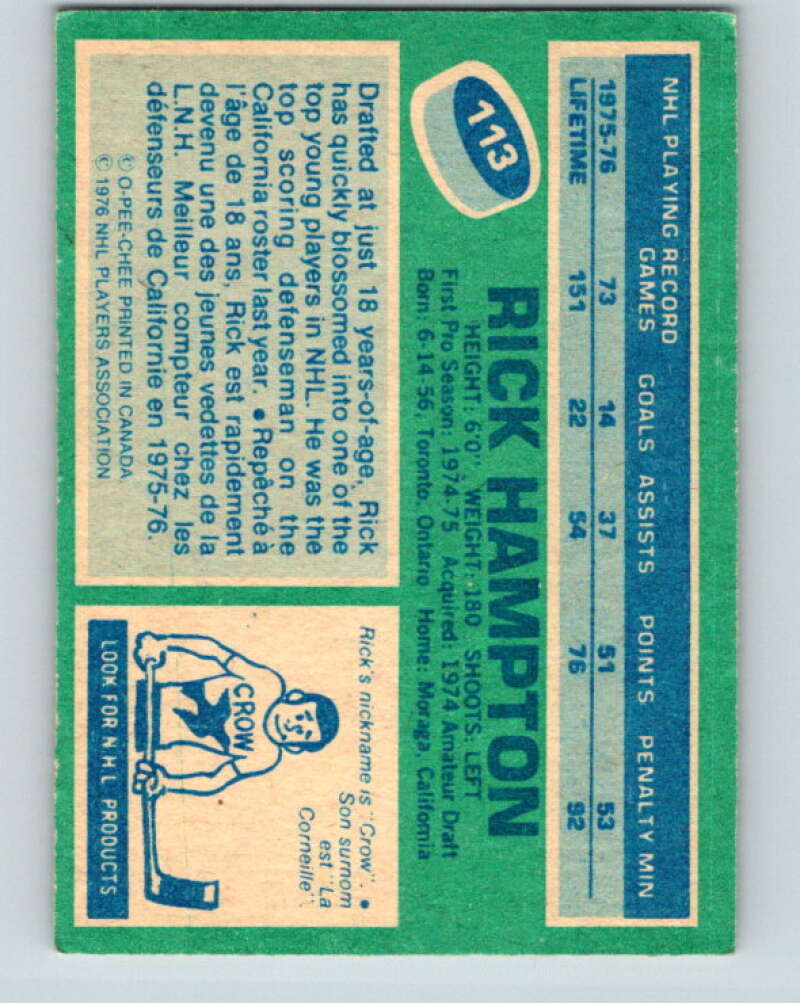 113
RICK HAMPTON
HEIGHT: 6'0" WEIGHT: 180 SHOOTS: LEFT
First Pro Season: 1974-75 Acquired: 1974 Amateur Draft
Born: 6-14-56, Toronto, Ontario Home: Moraga, California
NHL PLAYING RECORD
GAMES GOALS ASSISTS POINTS PENALTY MIN
1975-76 73 14 37 51 53
LIFETIME 151 22 54 76 92
Drafted at just 18 years-of-age, Rick
has quickly blossomed into one of the
top young players in NHL. He was the
top scoring defenseman on the
California roster last year. • Repêché à
l'âge de 18 ans, Rick est rapidement
devenu une des jeunes vedettes de la
L.N.H. Meilleur compteur chez les
défenseurs de Californie en 1975-76.
© O-PEE-CHEE PRINTED IN CANADA
© 1976 NHL PLAYERS ASSOCIATION
Rick's nickname is "Crow". •
Son surnom
est "La
Corneille".
CROW
LOOK FOR NHL PRODUCTS